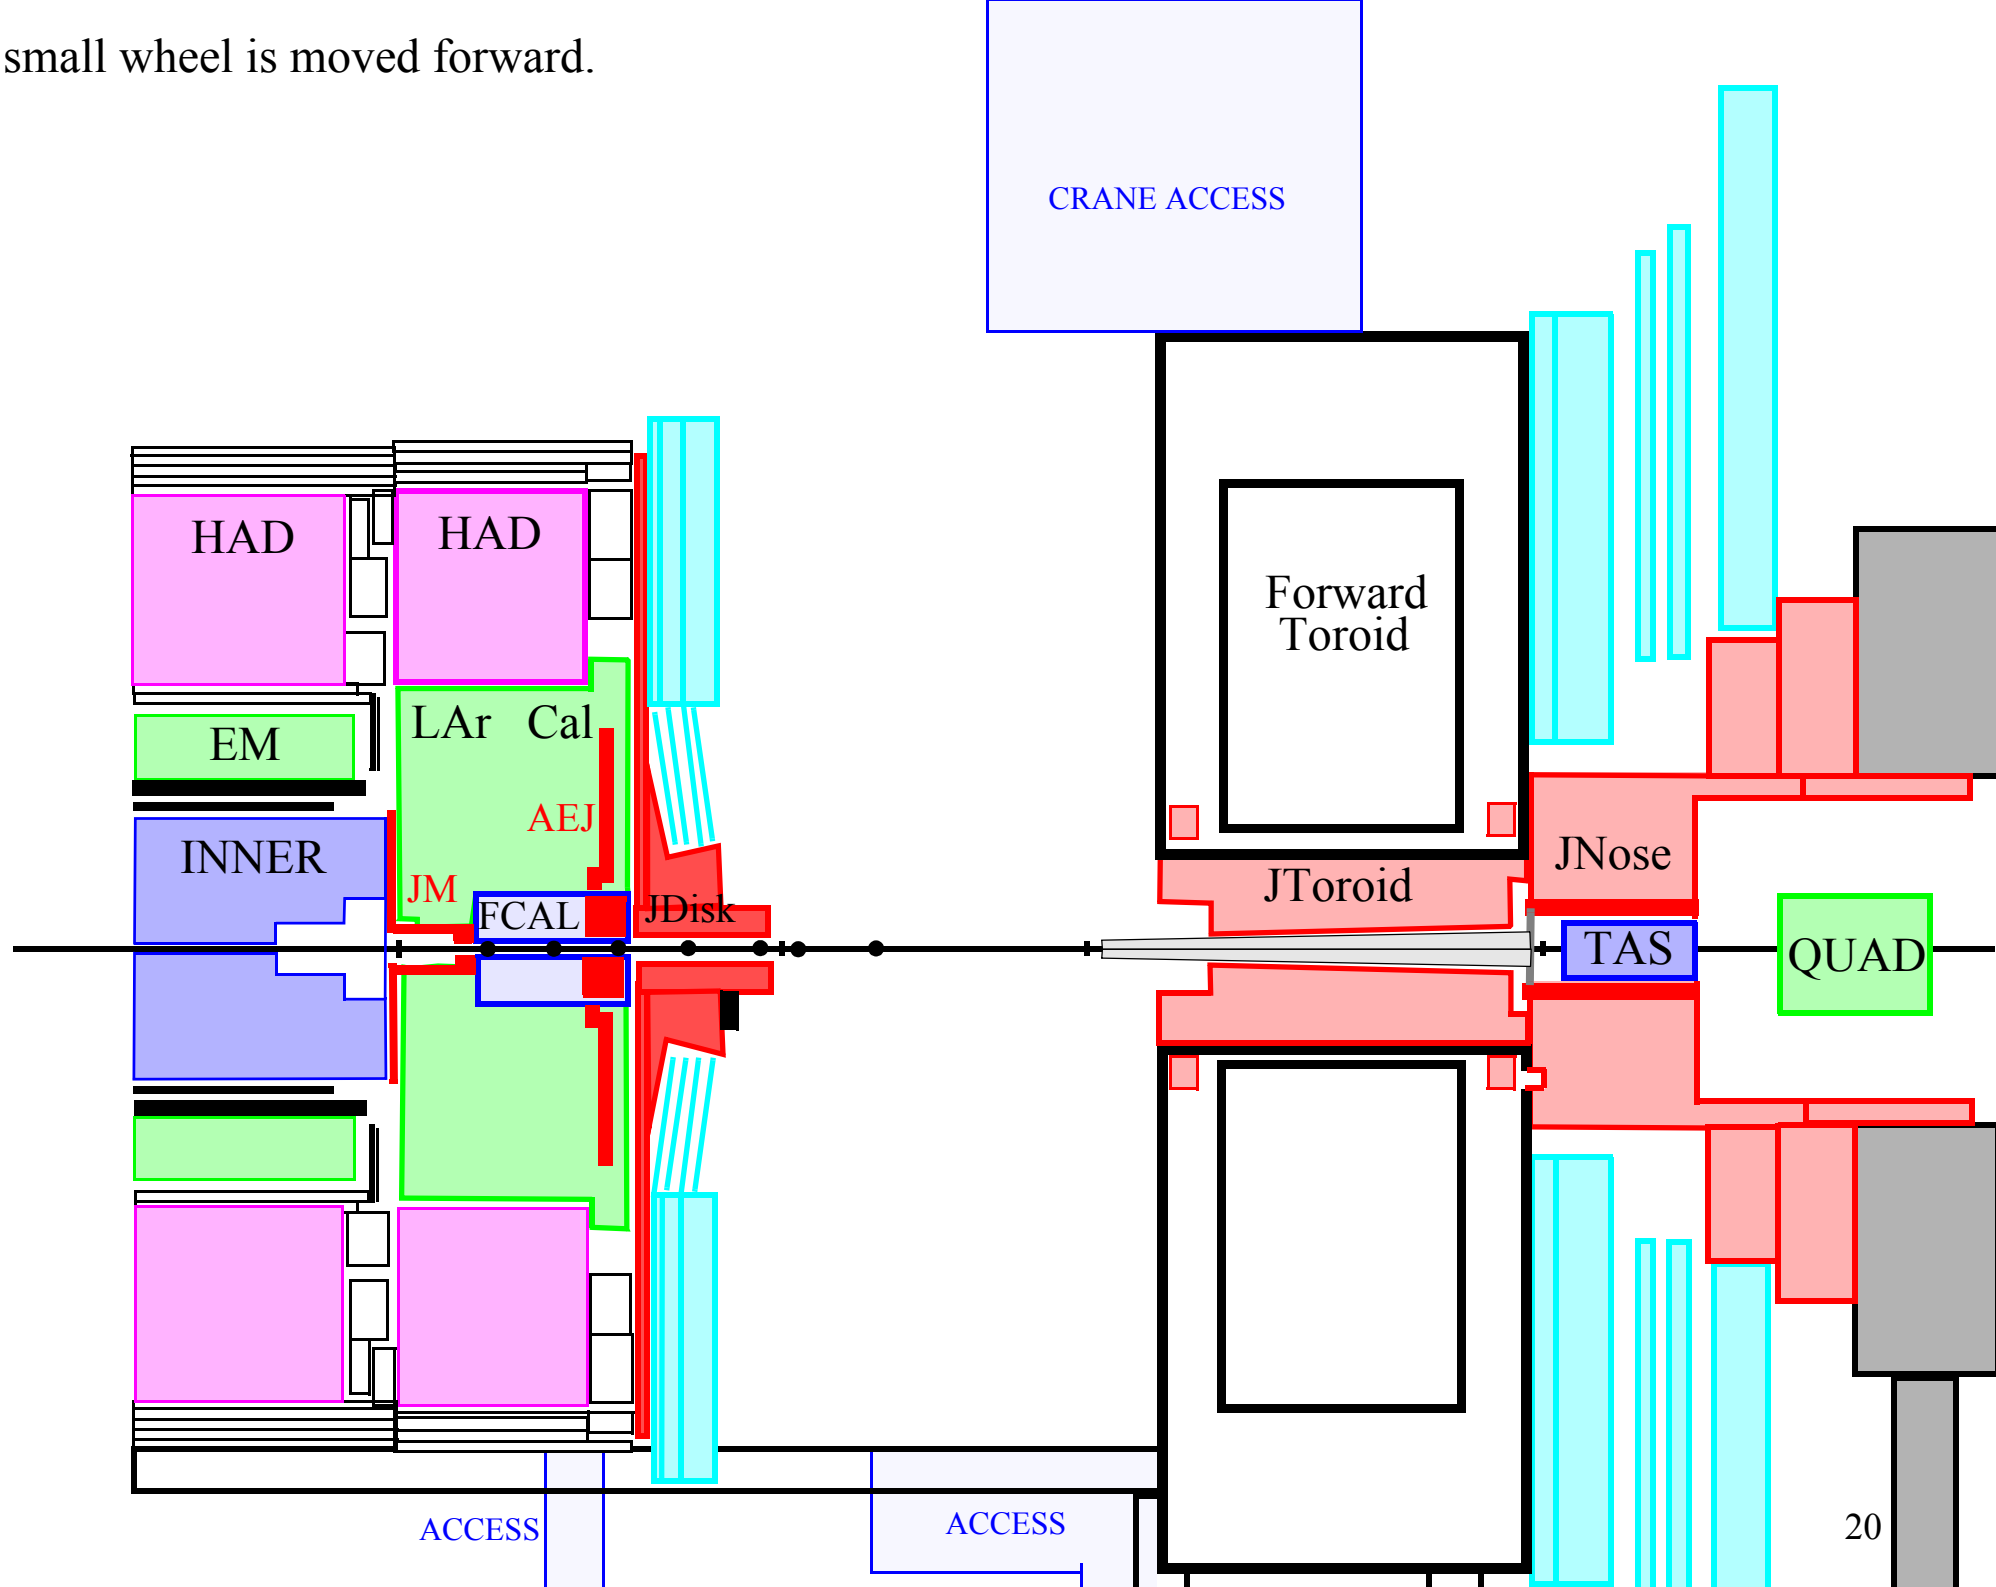 small wheel is moved forward.
CRANE ACCESS
HAD
HAD
Forward
Toroid
LAr Cal
EM
AEJ
INNER
JM
FCAL
JDisk
JToroid
JNose
TAS
QUAD
ACCESS
ACCESS
20